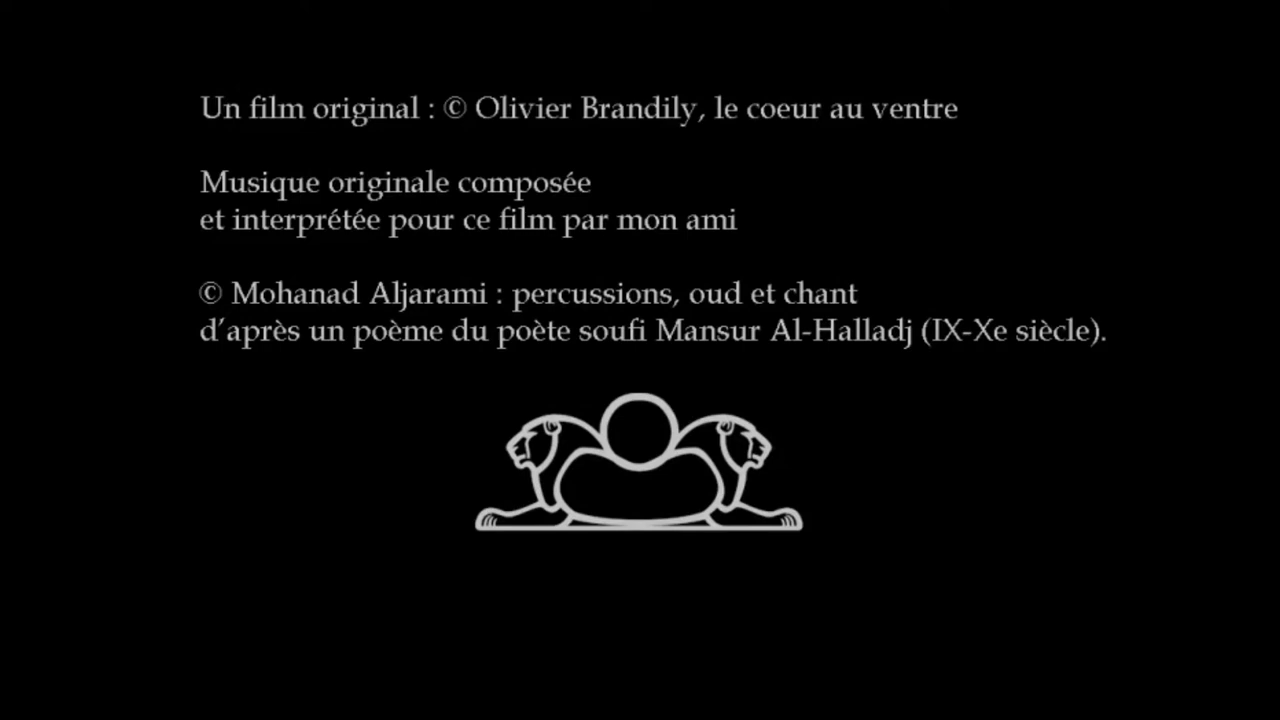 Un film original : © Olivier Brandily, le coeur au ventre
Musique originale composée
et interprétée pour ce film par mon ami
© Mohanad Aljarami : percussions, oud et chant
d’après un poème du poète soufi Mansur Al-Halladj (IX-Xe siècle).